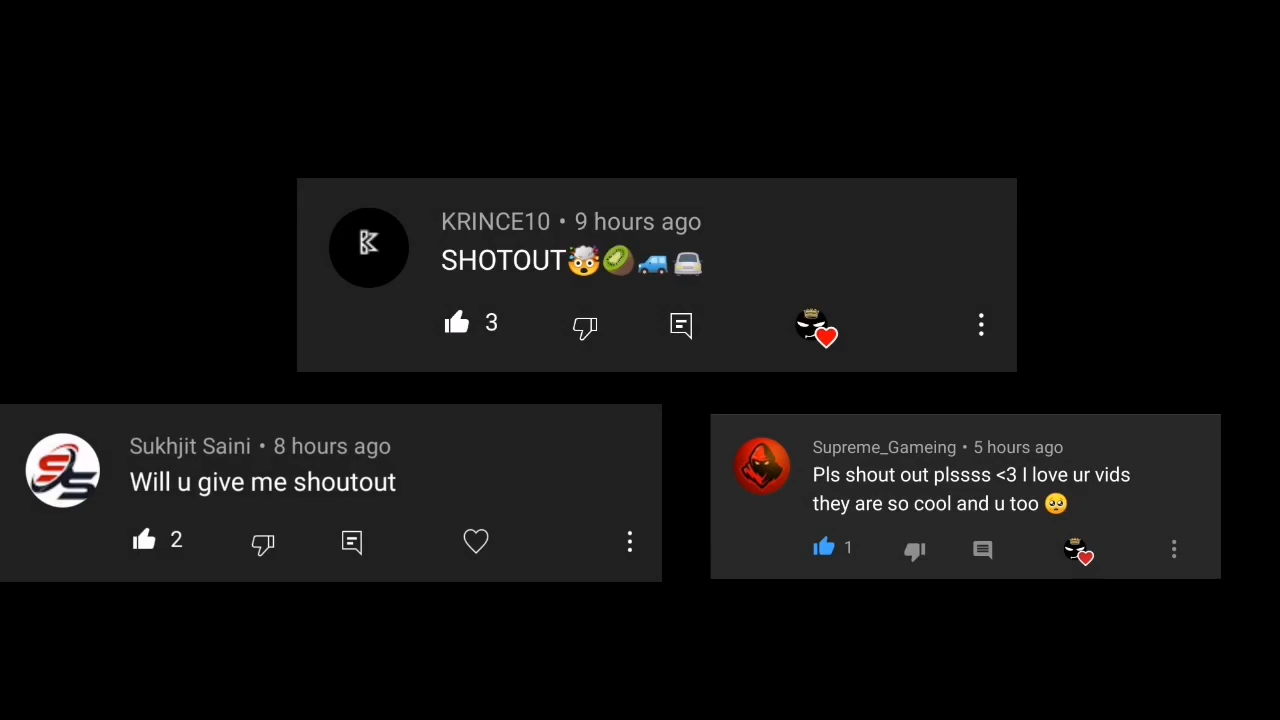 KRINCE10 • 9 hours ago
SHOTOUT🤯🥝🚙🚘
3
Sukhjit Saini • 8 hours ago
Will u give me shoutout
2
Supreme_Gameing • 5 hours ago
Pls shout out plssss <3 I love ur vids
they are so cool and u too 🥺
1